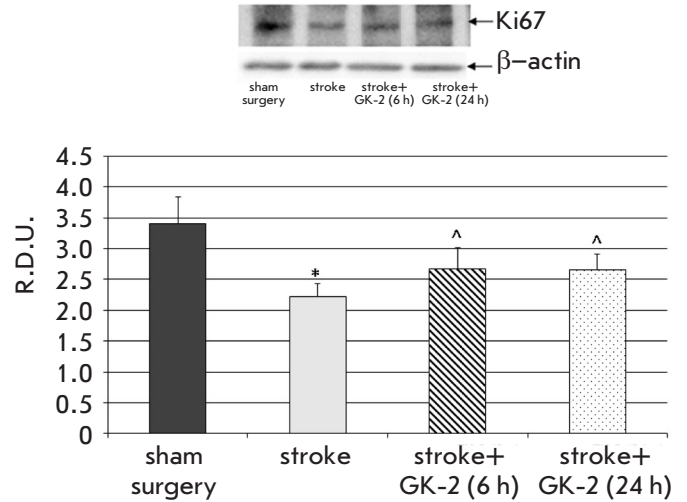 Ki67
β-actin
sham
surgery
stroke
stroke+
GK-2 (6 h)
stroke+
GK-2 (24 h)
R.D.U.
4.5
4.0
3.5
3.0
2.5
2.0
1.5
1.0
0.5
0
*
^
^
sham
surgery
stroke
stroke+
GK-2 (6 h)
stroke+
GK-2 (24 h)